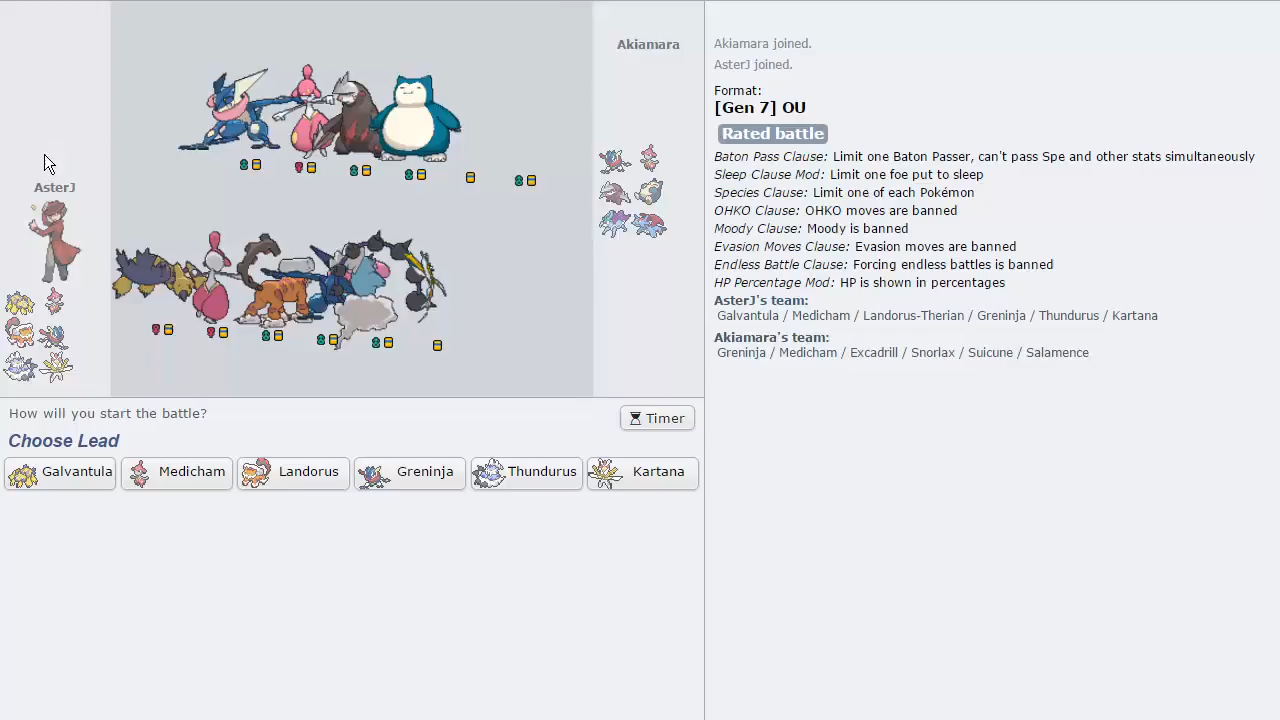 Akiamara
AsterJ
Akiamara joined.
AsterJ joined.
Format:
[Gen 7] OU
Rated battle
Baton Pass Clause: Limit one Baton Passer, can't pass Spe and other stats simultaneously
Sleep Clause Mod: Limit one foe put to sleep
Species Clause: Limit one of each Pokémon
OHKO Clause: OHKO moves are banned
Moody Clause: Moody is banned
Evasion Moves Clause: Evasion moves are banned
Endless Battle Clause: Forcing endless battles is banned
HP Percentage Mod: HP is shown in percentages
AsterJ's team:
Galvantula / Medicham / Landorus-Therian / Greninja / Thundurus / Kartana
Akiamara's team:
Greninja / Medicham / Excadrill / Snorlax / Suicune / Salamence
How will you start the battle?
Timer
Choose Lead
Galvantula Medicham Landorus Greninja Thundurus Kartana